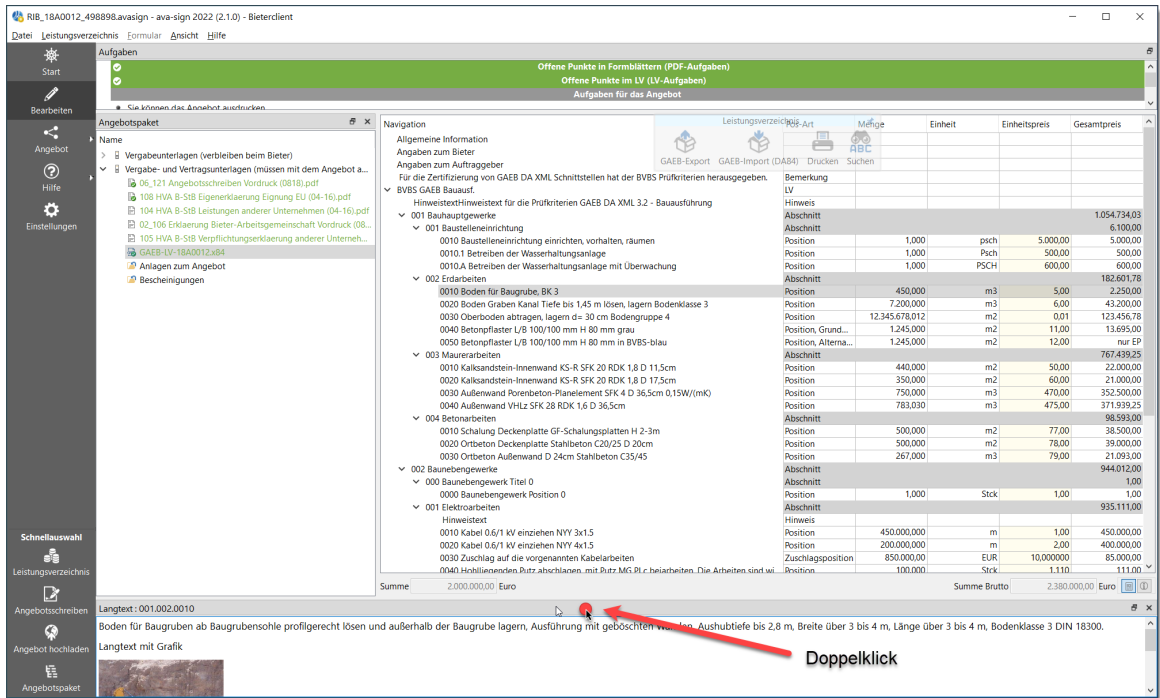 RIB_18A0012_498898.avasign - ava-sign 2022 (2.1.0) - Bieterclient
Datei Leistungsverzeichnis Formular Ansicht Hilfe
Start
Bearbeiten
Angebot
Hilfe
Einstellungen
Schnellauswahl
Leistungsverzeichnis
Angebotsschreiben
Angebot hochladen
Angebotspaket
Aufgaben
Offene Punkte in Formblättern (PDF-Aufgaben)
Offene Punkte im LV (LV-Aufgaben)
Aufgaben für das Angebot
Sie können das Angebot ausdrucken
Angebotspaket
Name
Vergabeunterlagen (verbleiben beim Bieter)
Vergabe- und Vertragsunterlagen (müssen mit dem Angebot a...
06_121 Angebotsschreiben Vordruck (0818).pdf
108 HVA B-StB Eigenerklaerung Eignung EU (04-16).pdf
104 HVA B-StB Leistungen anderer Unternehmen (04-16).pdf
02_106 Erklaerung Bieter-Arbeitsgemeinschaft Vordruck (08...
105 HVA B-StB Verpflichtungserklaerung anderer Unterneh...
GAEB-LV-18A0012.x84
Anlagen zum Angebot
Bescheinigungen
Leistungsverzeichnis
GAEB-Export GAEB-Import (DA84) Drucken Suchen
ABC
Navigation Pos-Art Menge Einheit Einheitspreis Gesamtpreis
Allgemeine Information
Angaben zum Bieter
Angaben zum Auftraggeber
Für die Zertifizierung von GAEB DA XML Schnittstellen hat der BVBS Prüfkriterien herausgegeben. Bemerkung
BVBS GAEB Bauausf. LV
HinweistextHinweistext für die Prüfkriterien GAEB DA XML 3.2 - Bauausführung Hinweis
001 Bauhauptgewerke Abschnitt 1.054.734,03
001 Baustelleneinrichtung Abschnitt 6.100,00
0010 Baustelleneinrichtung einrichten, vorhalten, räumen Position 1,000 psch 5.000,00 5.000,00
0010.1 Betreiben der Wasserhaltungsanlage Position 1,000 Psch 500,00 500,00
0010.A Betreiben der Wasserhaltungsanlage mit Überwachung Position 1,000 PSCH 600,00 600,00
002 Erdarbeiten Abschnitt 182.601,78
0010 Boden für Baugrube, BK 3 Position 450,000 m3 5,00 2.250,00
0020 Boden Graben Kanal Tiefe bis 1,45 m lösen, lagern Bodenklasse 3 Position 7.200,000 m3 6,00 43.200,00
0030 Oberboden abtragen, lagern d= 30 cm Bodengruppe 4 Position 12.345.678,012 m2 0,01 123.456,78
0040 Betonpflaster L/B 100/100 mm H 80 mm grau Position, Grund... 1.245,000 m2 11,00 13.695,00
0050 Betonpflaster L/B 100/100 mm H 80 mm in BVBS-blau Position, Alterna... 1.245,000 m2 12,00 nur EP
003 Maurerarbeiten Abschnitt 767.439,25
0010 Kalksandstein-Innenwand KS-R SFK 20 RDK 1,8 D 11,5cm Position 440,000 m2 50,00 22.000,00
0020 Kalksandstein-Innenwand KS-R SFK 20 RDK 1,8 D 17,5cm Position 350,000 m2 60,00 21.000,00
0030 Außenwand Porenbeton-Planelement SFK 4 D 36,5cm 0,15W/(mK) Position 750,000 m3 470,00 352.500,00
0040 Außenwand VHLz SFK 28 RDK 1,6 D 36,5cm Position 783,030 m3 475,00 371.939,25
004 Betonarbeiten Abschnitt 98.593,00
0010 Schalung Deckenplatte GF-Schalungsplatten H 2-3m Position 500,000 m2 77,00 38.500,00
0020 Ortbeton Deckenplatte Stahlbeton C20/25 D 20cm Position 500,000 m2 78,00 39.000,00
0030 Ortbeton Außenwand D 24cm Stahlbeton C35/45 Position 267,000 m3 79,00 21.093,00
002 Baunebengewerke Abschnitt 944.012,00
000 Baunebengewerk Titel 0 Abschnitt 1,00
0000 Baunebengewerk Position 0 Position 1,000 Stck 1,00 1,00
001 Elektroarbeiten Abschnitt 935.111,00
Hinweistext Hinweis
0010 Kabel 0.6/1 kV einziehen NYY 3x1.5 Position 450.000,000 m 1,00 450.000,00
0020 Kabel 0.6/1 kV einziehen NYY 4x1.5 Position 200.000,000 m 2,00 400.000,00
0030 Zuschlag auf die vorgenannten Kabelarbeiten Zuschlagsposition 850.000,00 EUR 10,000000 85.000,00
0040 Hohlliegenden Putz abschlagen, mit Putz MG PLc beiarbeiten. Die Arbeiten sind wi Position 100,000 Stck 1,110 111,00
Summe 2.000.000,00 Euro Summe Brutto 2.380.000,00 Euro
Langtext : 001.002.0010
Boden für Baugruben ab Baugrubensohle profilgerecht lösen und außerhalb der Baugrube lagern, Ausführung mit geböschten Wänden, Aushubtiefe bis 2,8 m, Breite über 3 bis 4 m, Länge über 3 bis 4 m, Bodenklasse 3 DIN 18300.
Langtext mit Grafik
Doppelklick